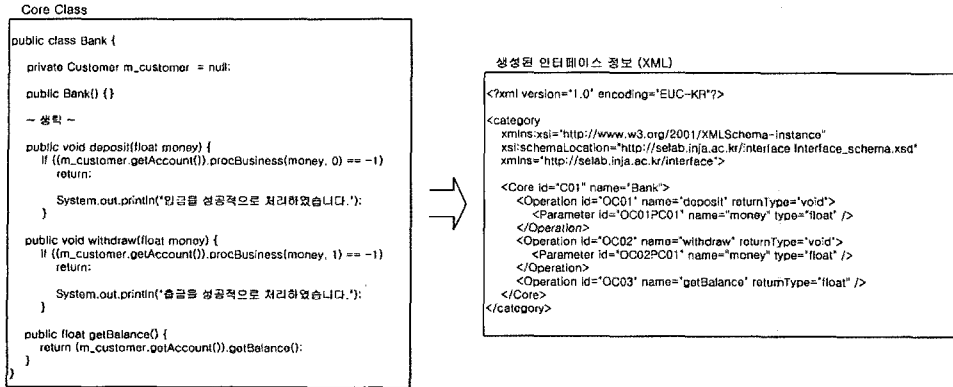 Core Class
public class Bank {
private Customer m_customer = null;
public Bank() {}
~ 생략 ~
public void deposit(float money) {
if ((m_customer.getAccount()).procBusiness(money, 0) == -1)
return;
System.out.println("입금을 성공적으로 처리하였습니다.");
}
public void withdraw(float money) {
if ((m_customer.getAccount()).procBusiness(money, 1) == -1)
return;
System.out.println("출금을 성공적으로 처리하였습니다.");
}
public float getBalance() {
return (m_customer.getAccount()).getBalance();
}
}
생성된 인터페이스 정보 (XML)
<?xml version="1.0" encoding="EUC-KR"?>
<category
xmlns:xsi="http://www.w3.org/2001/XMLSchema-instance"
xsi:schemaLocation="http://selab.inja.ac.kr/interface Interface_schema.xsd"
xmlns="http://selab.inja.ac.kr/interface">
<Core id="C01" name="Bank">
<Operation id="OC01" name="deposit" returnType="void">
<Parameter id="OC01PC01" name="money" type="float" />
</Operation>
<Operation id="OC02" name="withdraw" returnType="void">
<Parameter id="OC02PC01" name="money" type="float" />
</Operation>
<Operation id="OC03" name="getBalance" returnType="float" />
</Core>
</category>